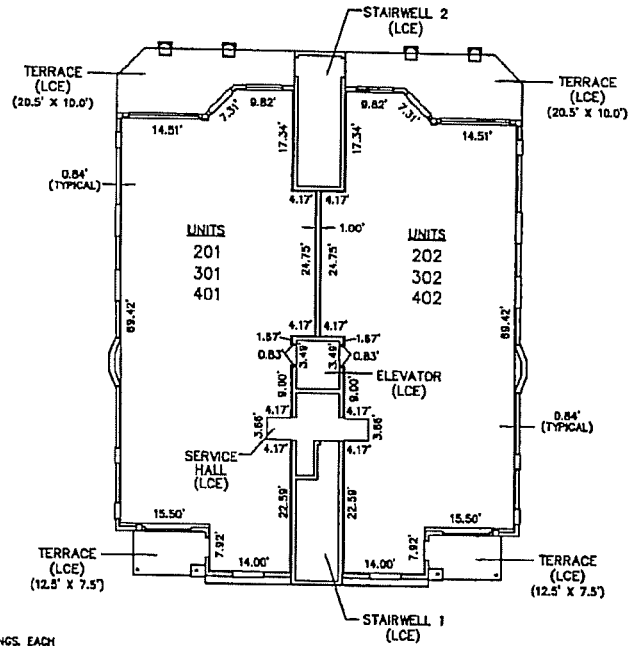 STAIRWELL 2
(LCE)
TERRACE
(LCE)
(20.5' X 10.0')
TERRACE
(LCE)
(20.5' X 10.0')
14.51'
7.31'
9.82'
9.82'
7.31'
14.51'
17.34'
17.34'
0.84'
(TYPICAL)
4.17'
4.17'
1.00'
UNITS
201
301
401
24.75'
24.75'
UNITS
202
302
402
69.42'
69.42'
4.17'
4.17'
1.67'
1.67'
0.83'
3.49'
3.49'
0.83'
ELEVATOR
(LCE)
9.00'
9.00'
4.17'
4.17'
3.66'
3.66'
0.84'
(TYPICAL)
SERVICE
HALL
(LCE)
4.17'
4.17'
22.59'
22.59'
15.50'
15.50'
7.92'
7.92'
TERRACE
(LCE)
(12.5' X 7.5')
TERRACE
(LCE)
(12.5' X 7.5')
14.00'
14.00'
STAIRWELL 1
(LCE)
NGS, EACH